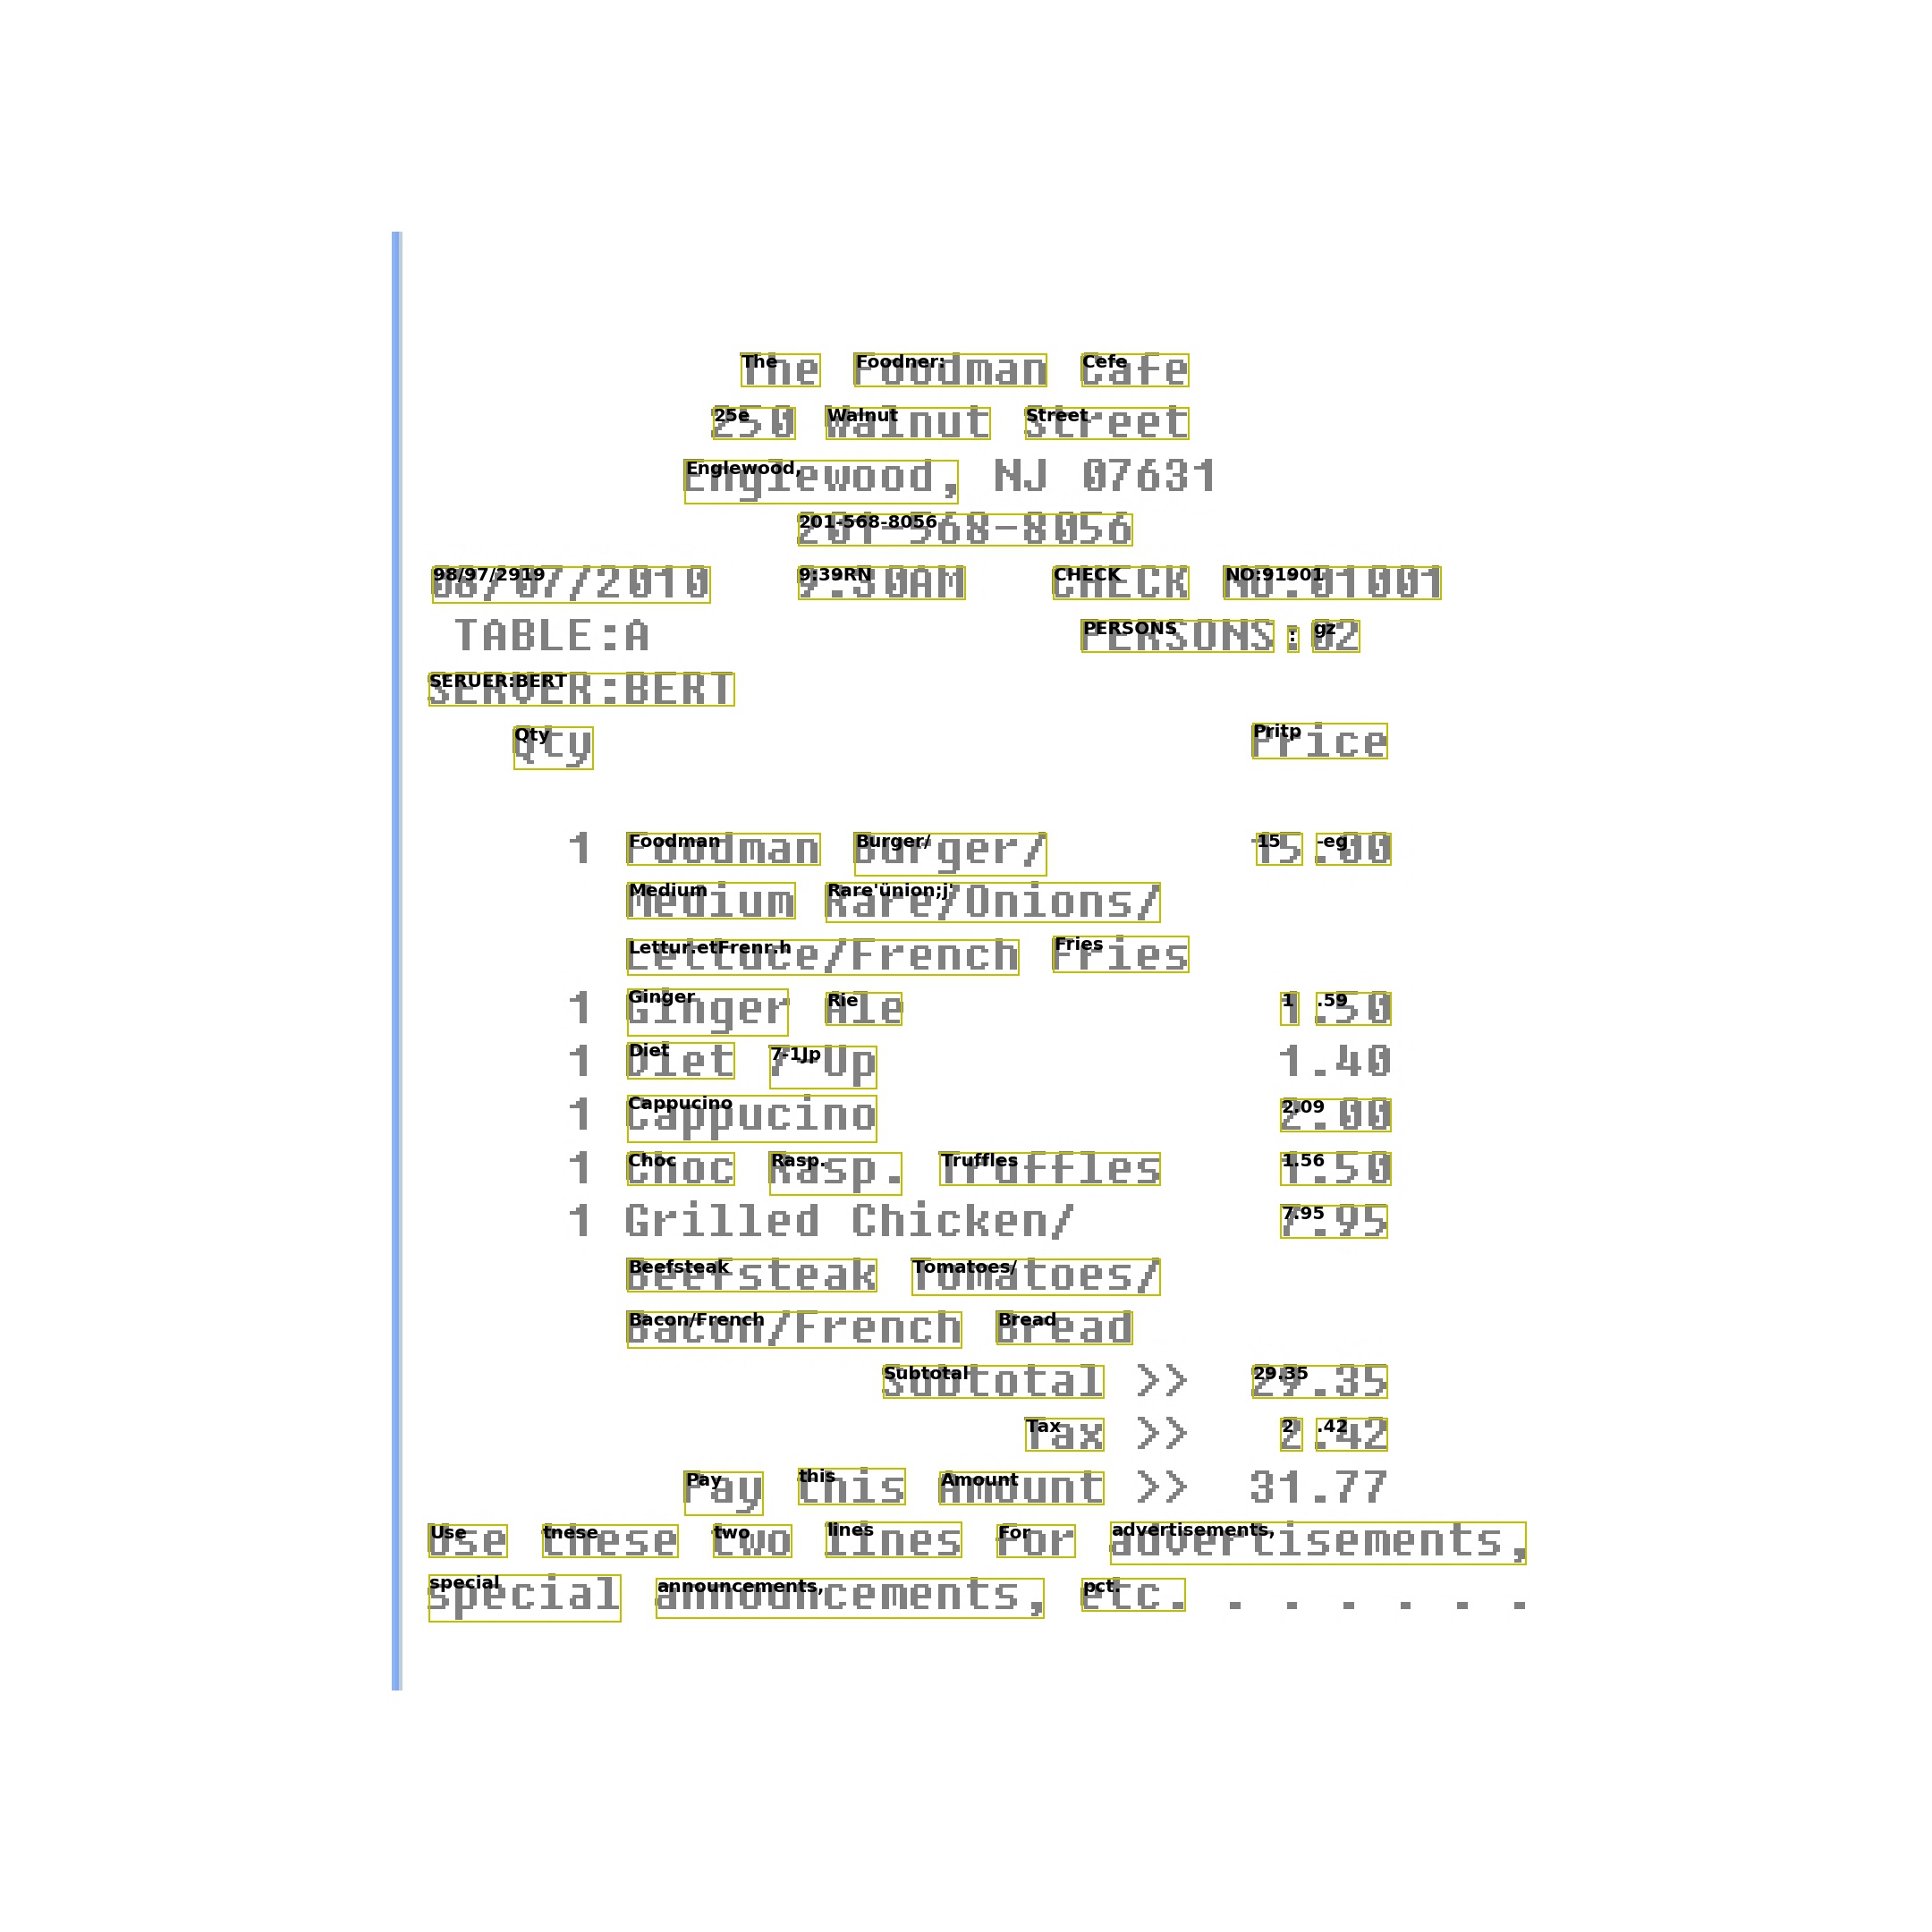 The Foodman Cafe
250 Walnut Street
Englewood, NJ 07631
201-568-8056
08/07/2010 9:30AM CHECK NO:01001
TABLE:A PERSONS:02
SERVER:BERT
Qty Price
1 Foodman Burger/ 15.00
Medium Rare/Onions/
Lettuce/French Fries
1 Ginger Ale 1.50
1 Diet 7-Up 1.40
1 Cappucino 2.00
1 Choc Rasp. Truffles 1.50
1 Grilled Chicken/ 7.95
Beefsteak Tomatoes/
Bacon/French Bread
Subtotal >> 29.35
Tax >> 2.42
Pay this Amount >> 31.77
Use these two lines For advertisements,
special announcements, etc. . . . . . .